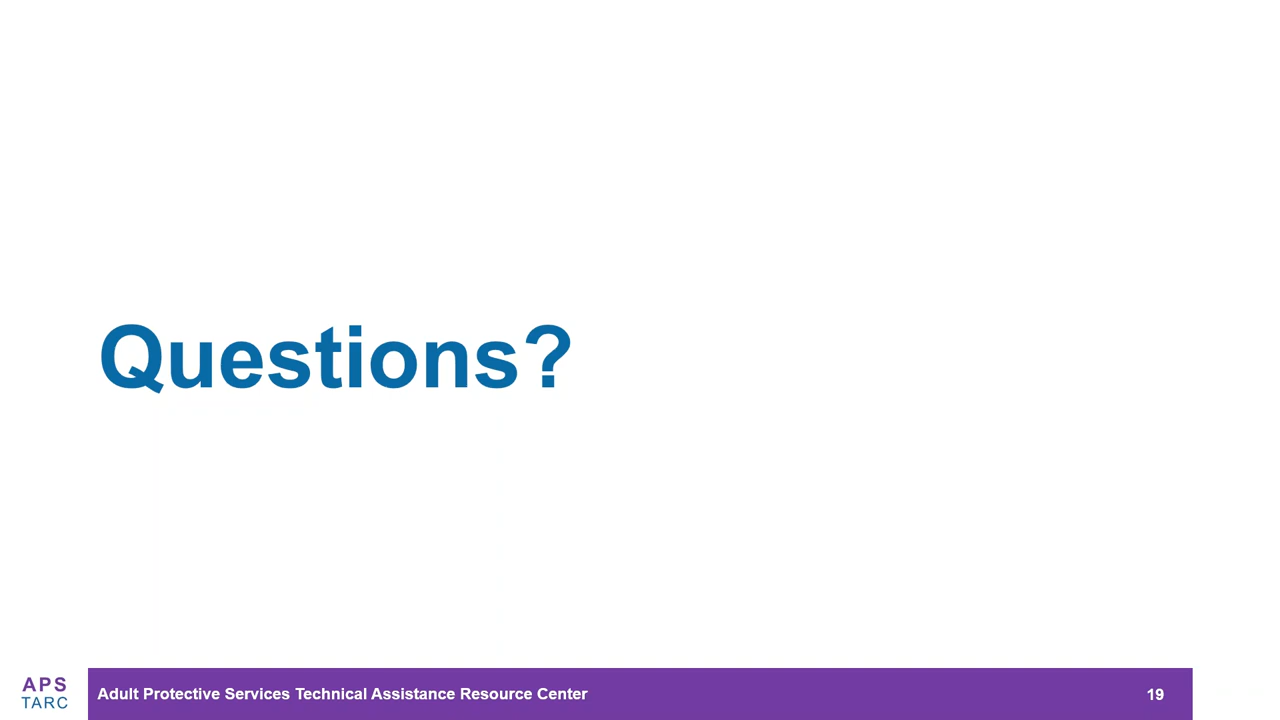 Questions?
APS
TARC
Adult Protective Services Technical Assistance Resource Center
19